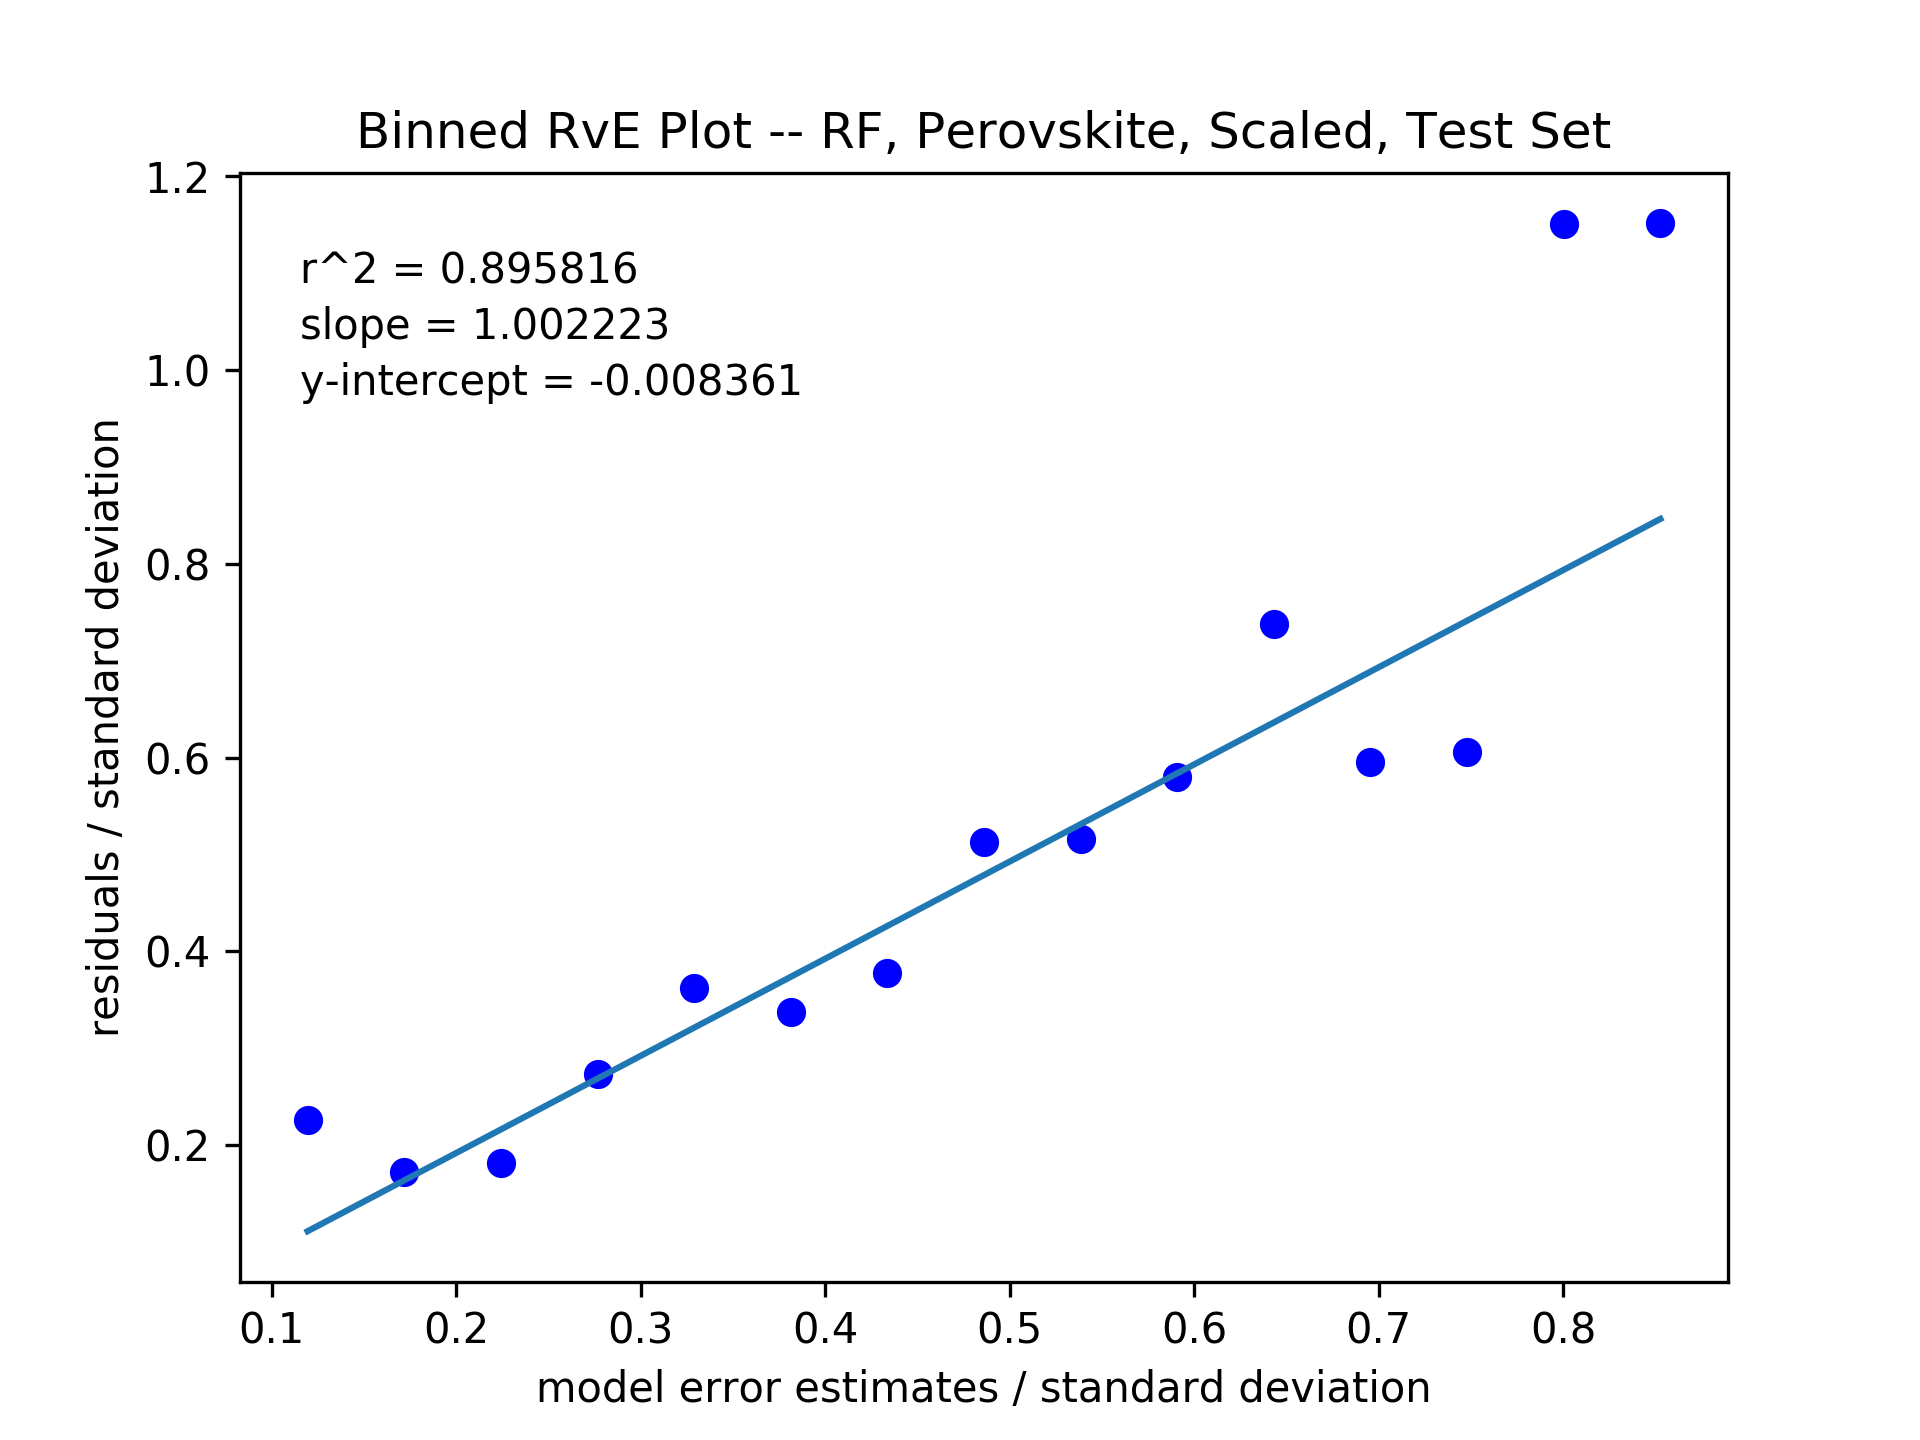 Binned RvE Plot -- RF, Perovskite, Scaled, Test Set
r^2 = 0.895816
slope = 1.002223
y-intercept = -0.008361
residuals / standard deviation
1.2
1.0
0.8
0.6
0.4
0.2
0.1 0.2 0.3 0.4 0.5 0.6 0.7 0.8
model error estimates / standard deviation